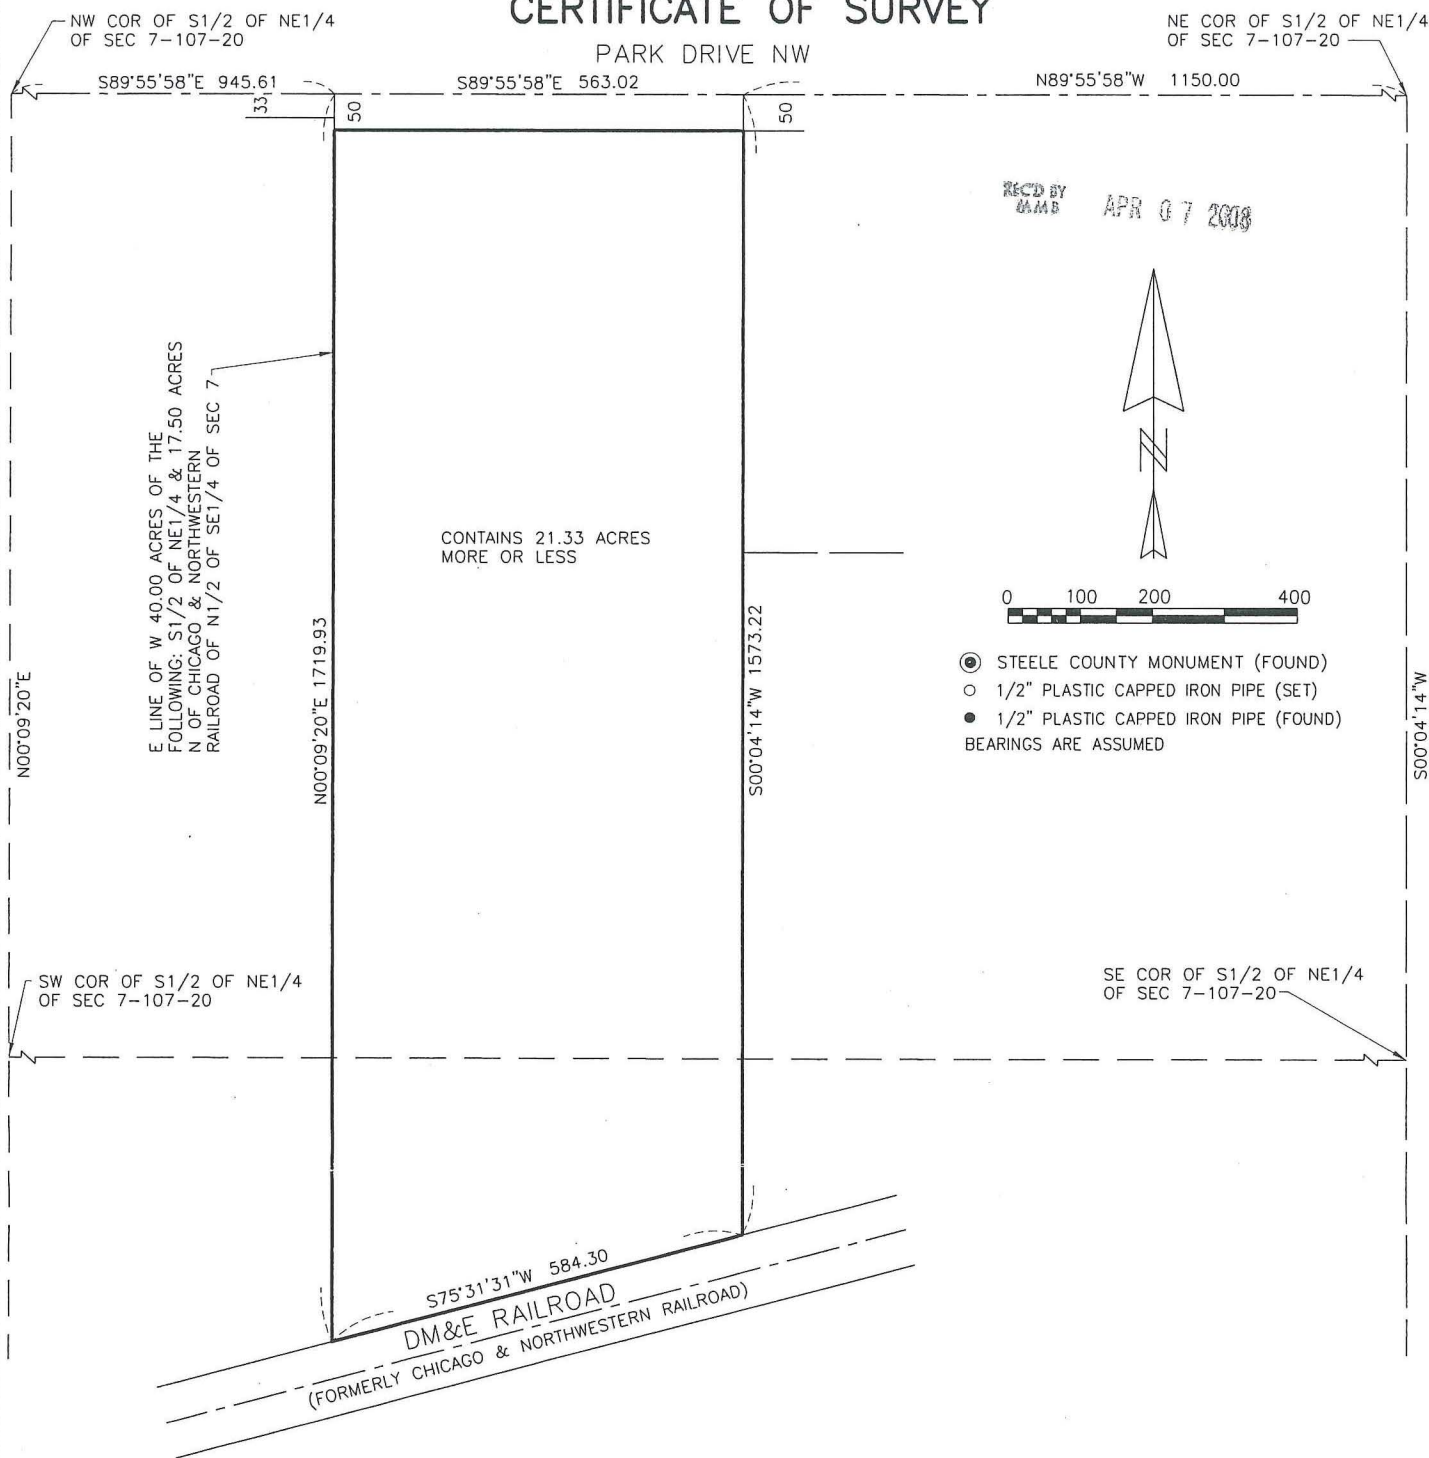 CERTIFICATE OF SURVEY
NW COR OF S1/2 OF NE1/4
OF SEC 7-107-20
PARK DRIVE NW
NE COR OF S1/2 OF NE1/4
OF SEC 7-107-20
S89°55'58"E 945.61
S89°55'58"E 563.02
N89°55'58"W 1150.00
33
50
50
REC'D BY
MMB
APR 07 2008
E LINE OF W 40.00 ACRES OF THE
FOLLOWING: S1/2 OF NE1/4 & 17.50 ACRES
N OF CHICAGO & NORTHWESTERN
RAILROAD OF N1/2 OF SE1/4 OF SEC 7
N
CONTAINS 21.33 ACRES
MORE OR LESS
0 100 200 400
N00°09'20"E
N00°09'20"E 1719.93
S00°04'14"W 1573.22
S00°04'14"W
STEELE COUNTY MONUMENT (FOUND)
1/2" PLASTIC CAPPED IRON PIPE (SET)
1/2" PLASTIC CAPPED IRON PIPE (FOUND)
BEARINGS ARE ASSUMED
SW COR OF S1/2 OF NE1/4
OF SEC 7-107-20
SE COR OF S1/2 OF NE1/4
OF SEC 7-107-20
S75°31'31"W 584.30
DM&E RAILROAD
(FORMERLY CHICAGO & NORTHWESTERN RAILROAD)